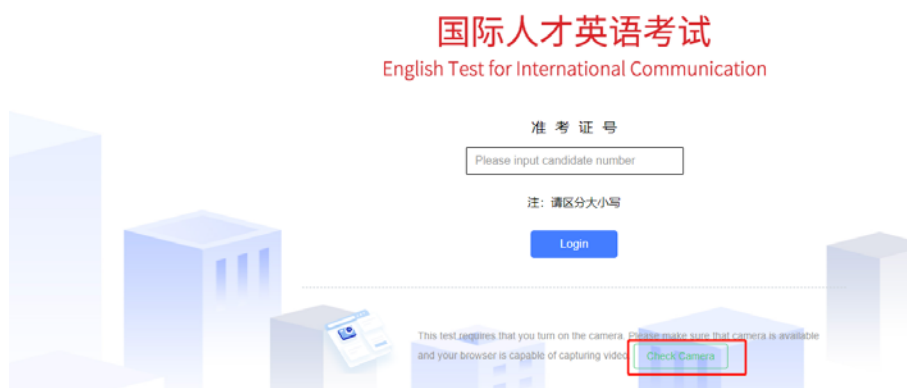 国际人才英语考试
English Test for International Communication
准 考 证 号
Please input candidate number
注：请区分大小写
Login
This test requires that you turn on the camera. Please make sure that camera is available
and your browser is capable of capturing video. Check Camera